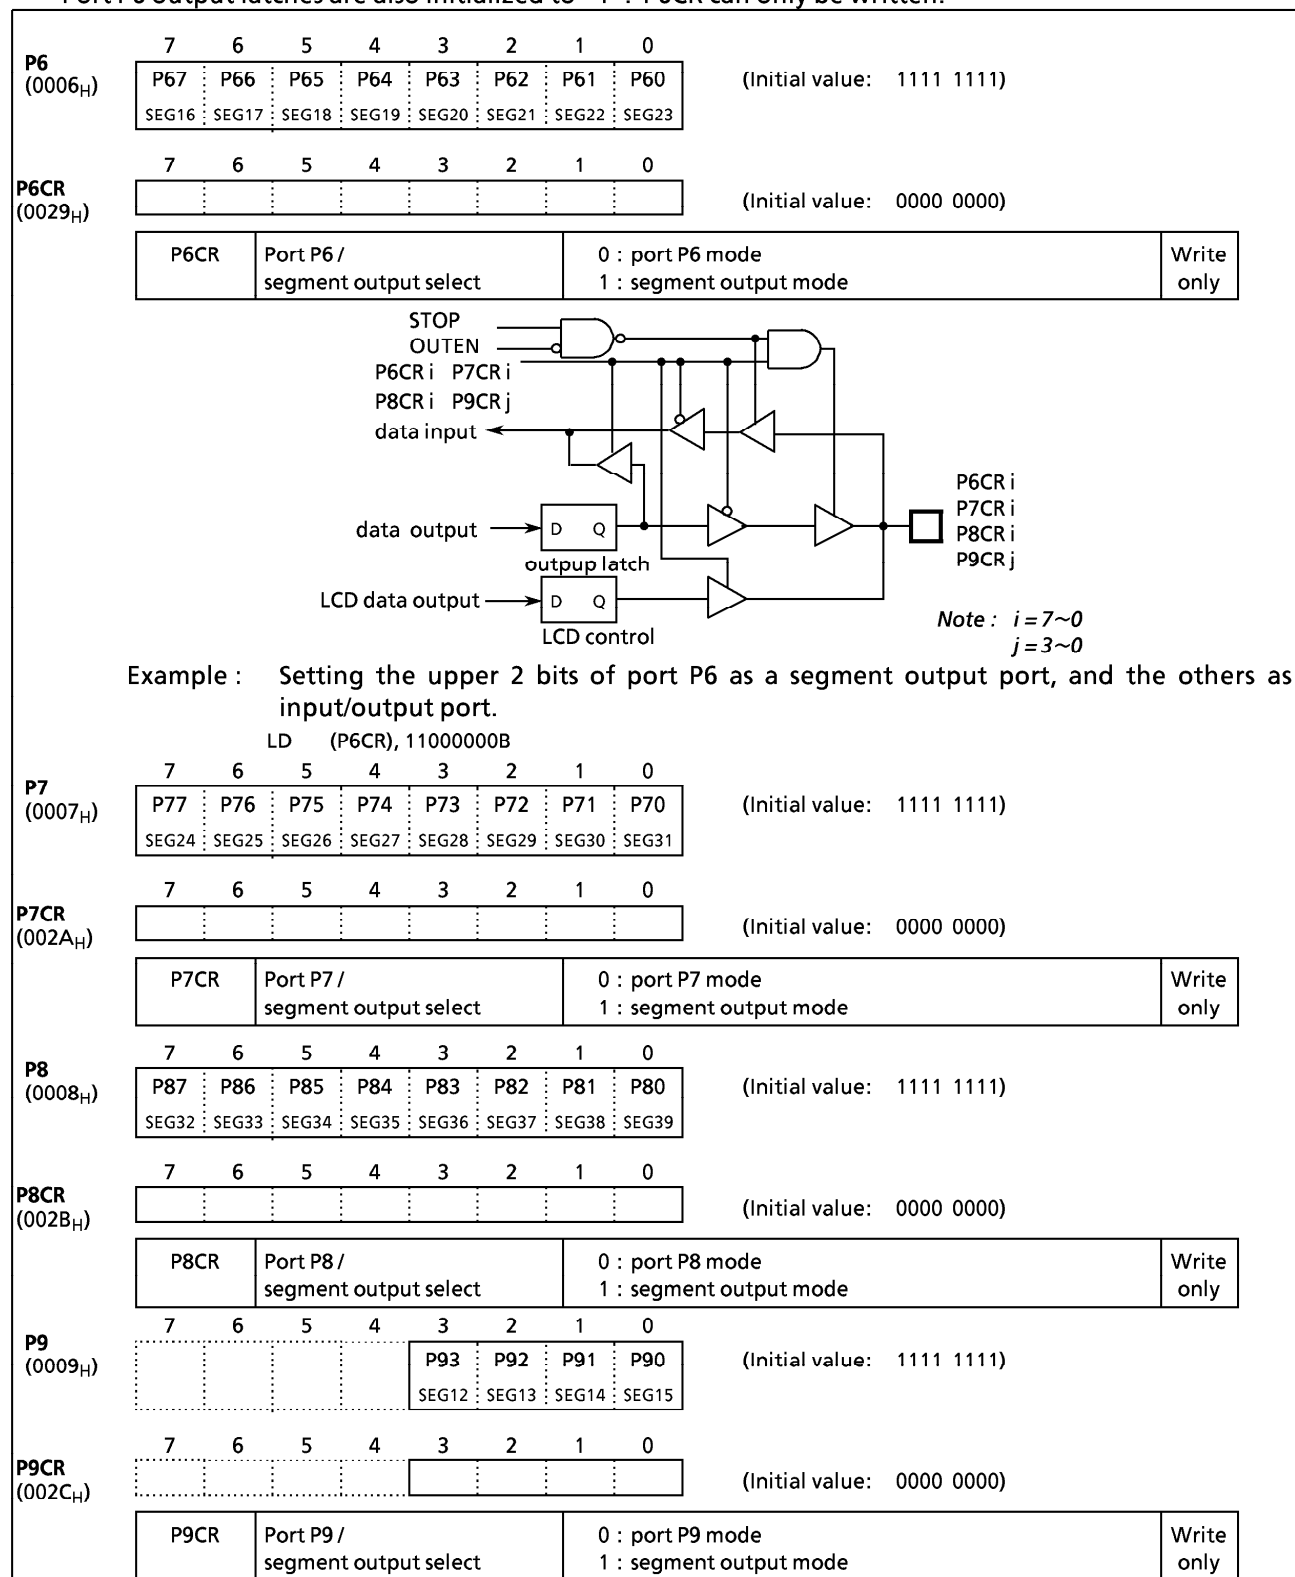 Port P8 output latches are also initialized to "1". P8CR can only be written.
7 6 5 4 3 2 1 0
P6
(0006H)
P67 P66 P65 P64 P63 P62 P61 P60
(Initial value: 1111 1111)
SEG16 SEG17 SEG18 SEG19 SEG20 SEG21 SEG22 SEG23
7 6 5 4 3 2 1 0
P6CR
(0029H)
(Initial value: 0000 0000)
P6CR Port P6 / 0 : port P6 mode Write
segment output select 1 : segment output mode only
STOP
OUTEN
P6CR i P7CR i
P8CR i P9CR j
data input
P6CR i
P7CR i
P8CR i
P9CR j
data output D Q
outpup latch
LCD data output D Q
LCD control
Note : i = 7~0
j = 3~0
Example : Setting the upper 2 bits of port P6 as a segment output port, and the others as
input/output port.
LD (P6CR), 11000000B
7 6 5 4 3 2 1 0
P7
(0007H)
P77 P76 P75 P74 P73 P72 P71 P70
(Initial value: 1111 1111)
SEG24 SEG25 SEG26 SEG27 SEG28 SEG29 SEG30 SEG31
7 6 5 4 3 2 1 0
P7CR
(002AH)
(Initial value: 0000 0000)
P7CR Port P7 / 0 : port P7 mode Write
segment output select 1 : segment output mode only
7 6 5 4 3 2 1 0
P8
(0008H)
P87 P86 P85 P84 P83 P82 P81 P80
(Initial value: 1111 1111)
SEG32 SEG33 SEG34 SEG35 SEG36 SEG37 SEG38 SEG39
7 6 5 4 3 2 1 0
P8CR
(002BH)
(Initial value: 0000 0000)
P8CR Port P8 / 0 : port P8 mode Write
segment output select 1 : segment output mode only
7 6 5 4 3 2 1 0
P9
(0009H)
P93 P92 P91 P90
(Initial value: 1111 1111)
SEG12 SEG13 SEG14 SEG15
7 6 5 4 3 2 1 0
P9CR
(002CH)
(Initial value: 0000 0000)
P9CR Port P9 / 0 : port P9 mode Write
segment output select 1 : segment output mode only